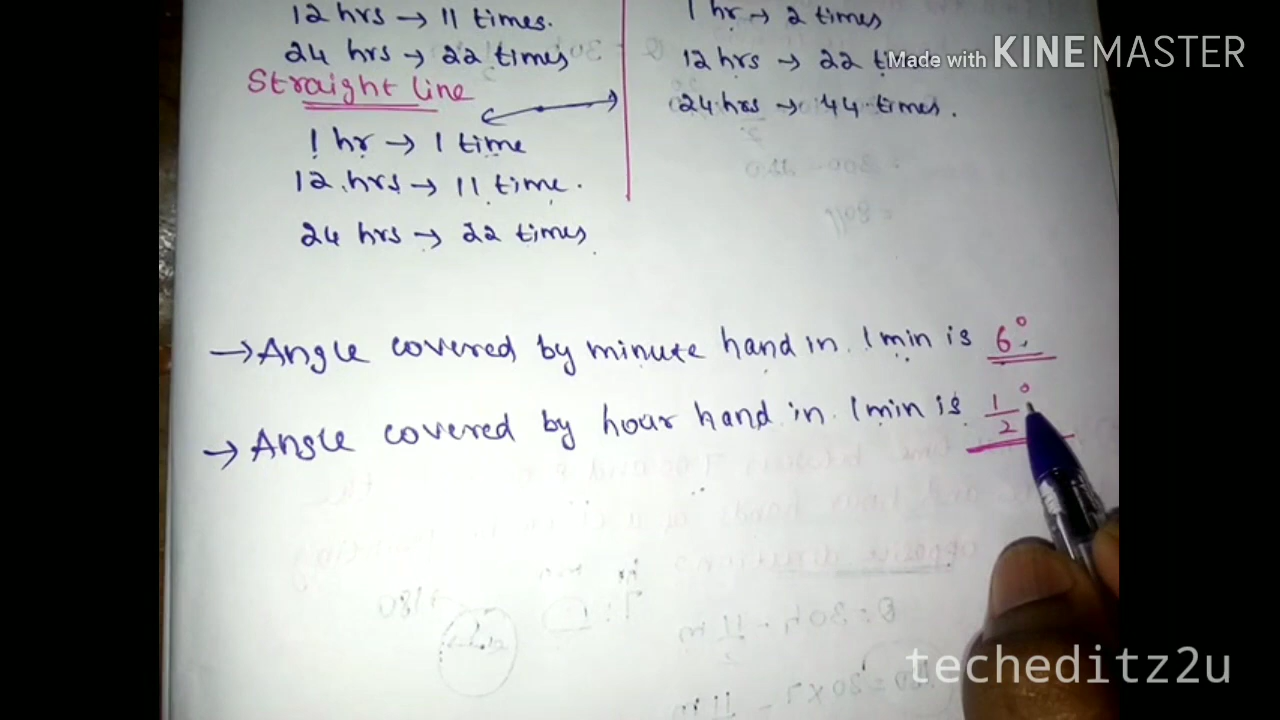 12 hrs → 11 times.
24 hrs → 22 times
Straight line
1 hr → 1 time
12 hrs → 11 time.
24 hrs → 22 times
1 hr → 2 times
12 hrs → 22
24 hrs → 44 times.
Made with KINEMASTER
→ Angle covered by minute hand in 1 min is 6°.
→ Angle covered by hour hand in 1 min is 1/2°
techeditz2u